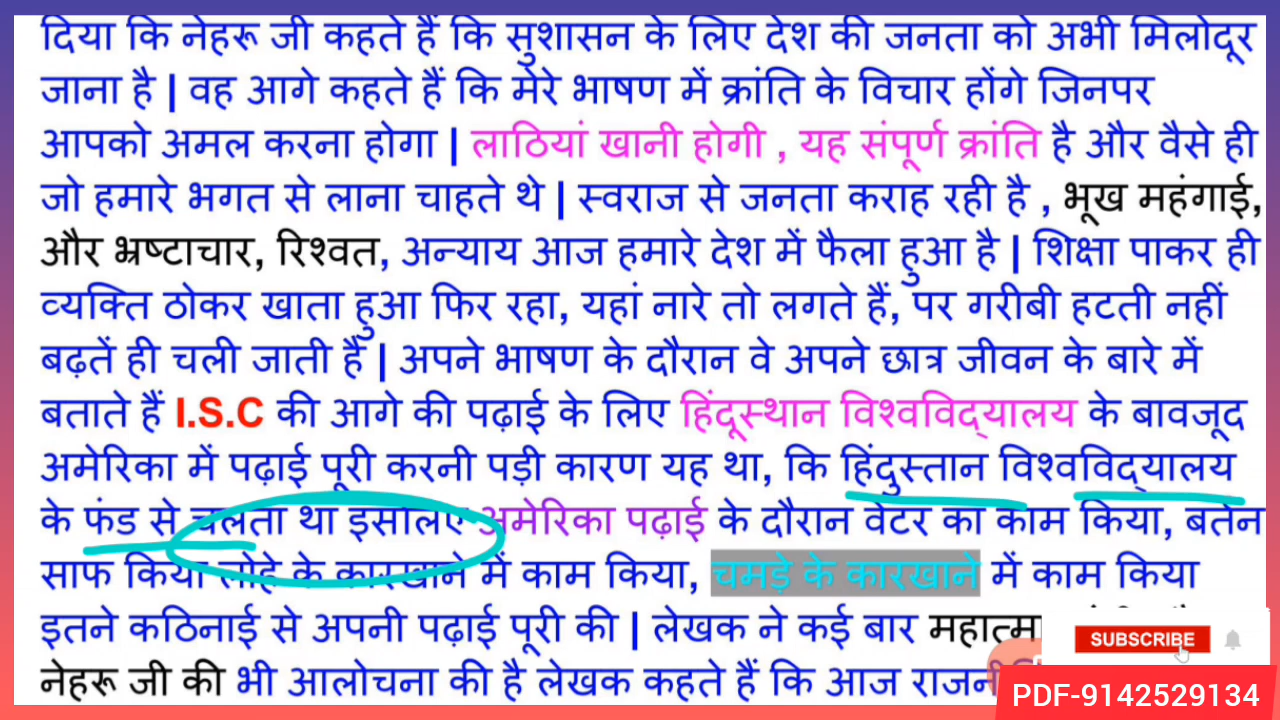 दिया कि नेहरू जी कहते हैं कि सुशासन के लिए देश की जनता को अभी मिलोदूर
जाना है | वह आगे कहते हैं कि मेरे भाषण में क्रांति के विचार होंगे जिनपर
आपको अमल करना होगा | लाठियां खानी होगी , यह संपूर्ण क्रांति है और वैसे ही
जो हमारे भगत से लाना चाहते थे | स्वराज से जनता कराह रही है , भूख महंगाई,
और भ्रष्टाचार, रिश्वत, अन्याय आज हमारे देश में फैला हुआ है | शिक्षा पाकर ही
व्यक्ति ठोकर खाता हुआ फिर रहा, यहां नारे तो लगते हैं, पर गरीबी हटती नहीं
बढ़तें ही चली जाती है | अपने भाषण के दौरान वे अपने छात्र जीवन के बारे में
बताते हैं I.S.C की आगे की पढ़ाई के लिए हिंदूस्थान विश्वविद्यालय के बावजूद
अमेरिका में पढ़ाई पूरी करनी पड़ी कारण यह था, कि हिंदुस्तान विश्वविद्यालय
के फंड से चलता था इसलिए अमेरिका पढ़ाई के दौरान वेटर का काम किया, बर्तन
साफ किया लोहे के कारखाने में काम किया, चमड़े के कारखाने में काम किया
इतने कठिनाई से अपनी पढ़ाई पूरी की | लेखक ने कई बार महात्मा
नेहरू जी की भी आलोचना की है लेखक कहते हैं कि आज
SUBSCRIBE
PDF-9142529134